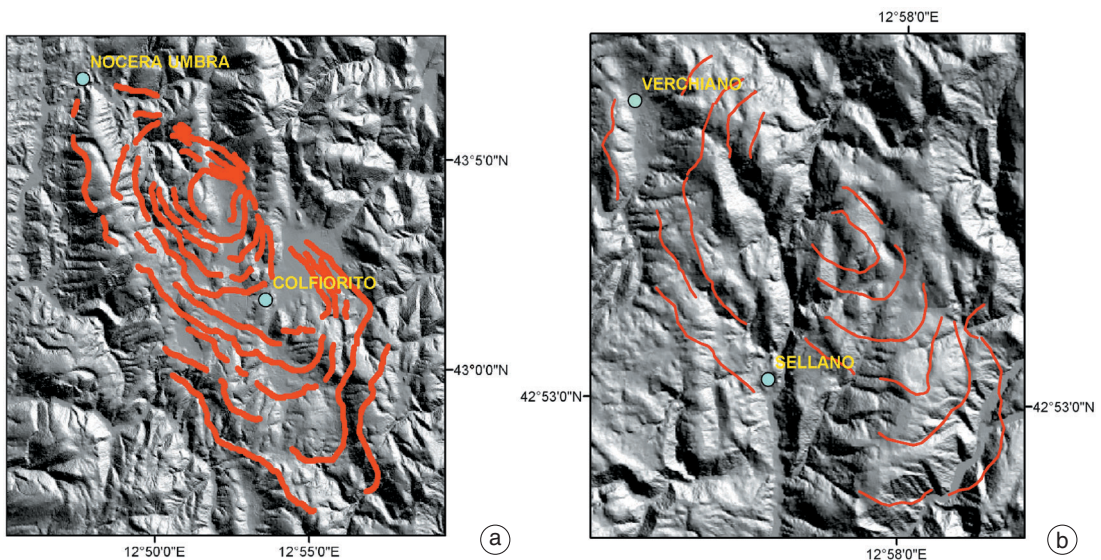 NOCERA UMBRA
COLFIORITO
43°5'0"N
43°0'0"N
12°50'0"E
12°55'0"E
a
12°58'0"E
VERCHIANO
SELLANO
42°53'0"N
42°53'0"N
12°58'0"E
b